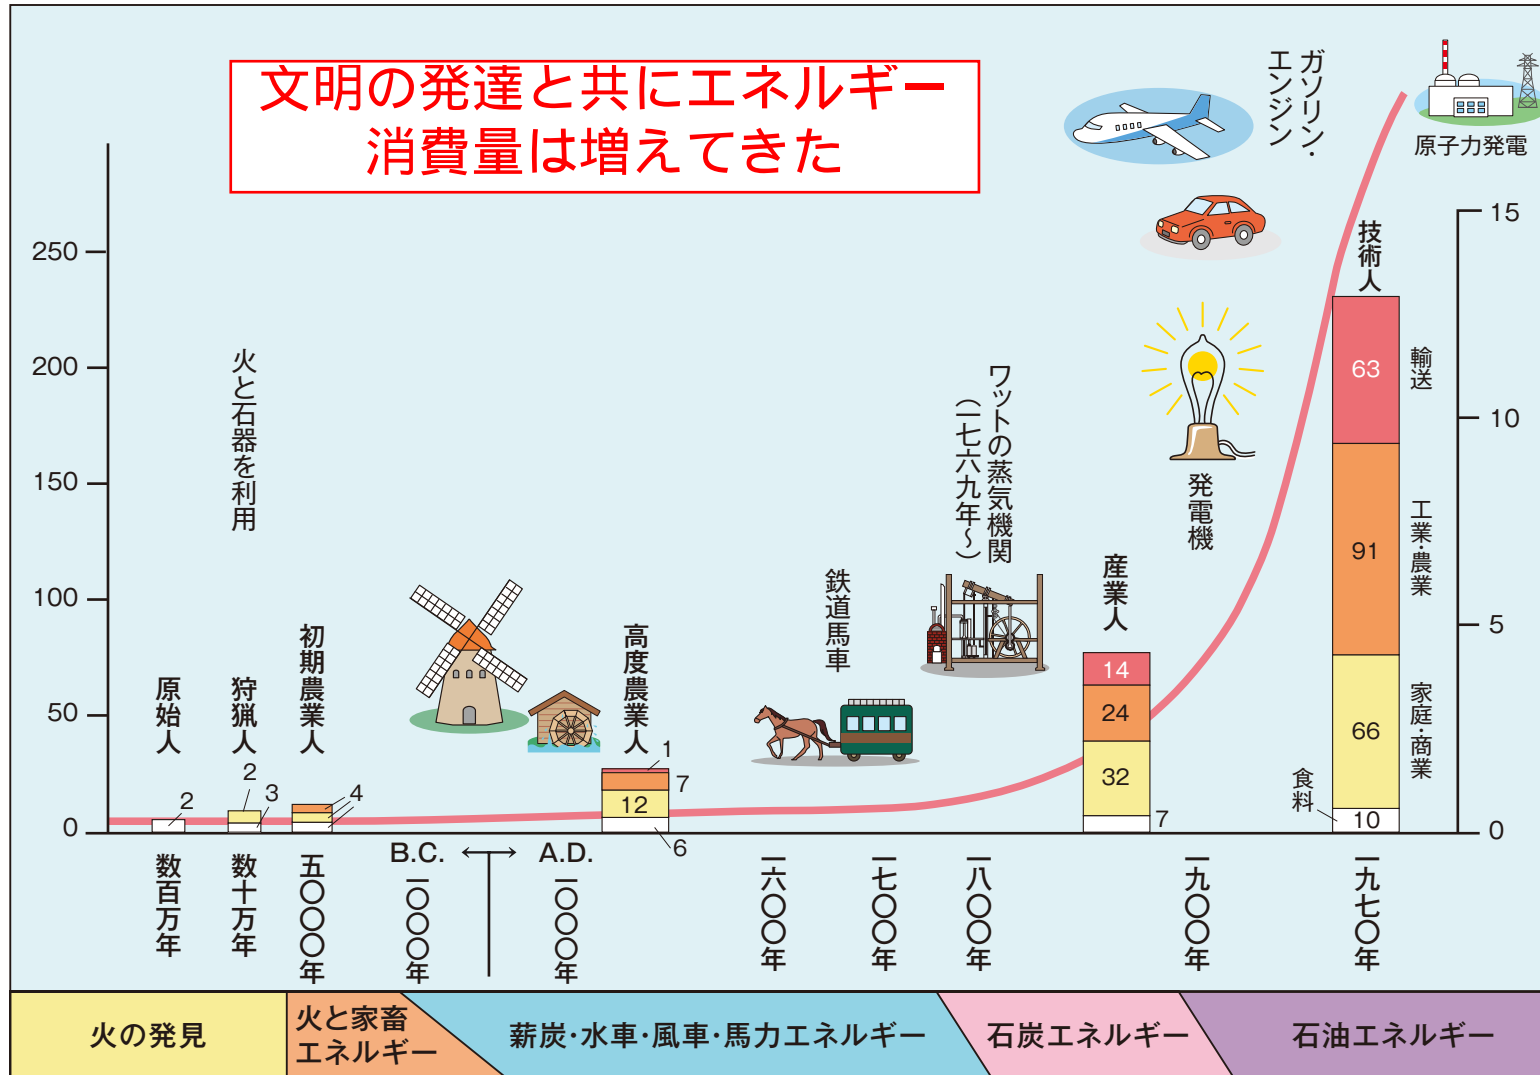 文明の発達と共にエネルギー
消費量は増えてきた
ガソリン・
エンジン
原子力発電
250
200
150
100
50
0
15
10
5
0
火と石器を利用
ワットの蒸気機関
（一七六九年～）
鉄道馬車
発電機
原始人
2
狩猟人
2
3
初期農業人
4
高度農業人
1
7
12
6
産業人
14
24
32
7
技術人
63
輸送
91
工業・農業
66
家庭・商業
食料
10
B.C.
A.D.
数百万年
数十万年
五〇〇〇年
一〇〇〇年
一〇〇〇年
一六〇〇年
一七〇〇年
一八〇〇年
一九〇〇年
一九七〇年
火の発見
火と家畜
エネルギー
薪炭・水車・風車・馬力エネルギー
石炭エネルギー
石油エネルギー